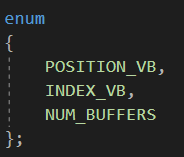 enum
{
POSITION_VB,
INDEX_VB,
NUM_BUFFERS
};